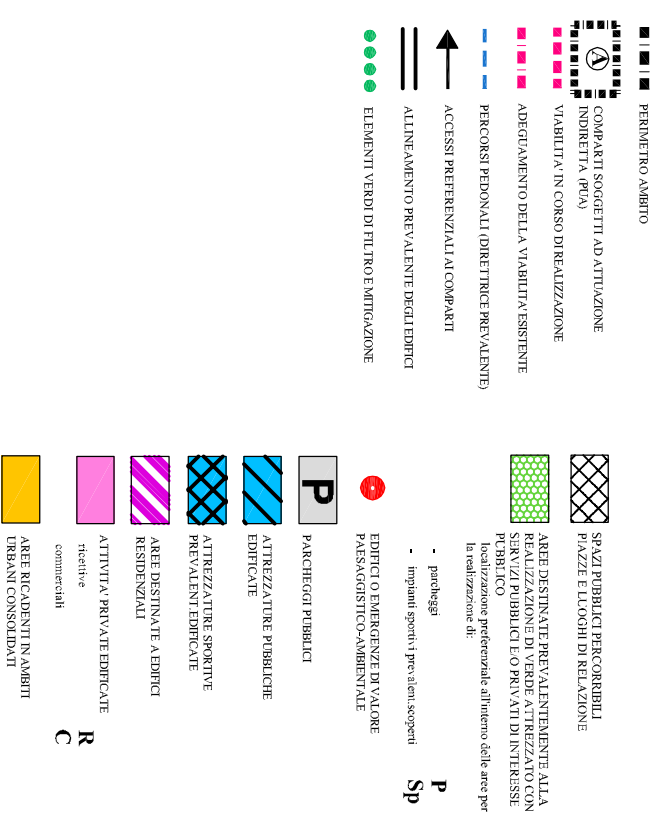 PERIMETRO AMBITO
A
COMPARTI SOGGETTI AD ATTUAZIONE
INDIRETTA (PUA)
VIABILITA' IN CORSO DI REALIZZAZIONE
ADEGUAMENTO DELLA VIABILITA' ESISTENTE
PERCORSI PEDONALI (DIRETTRICE PREVALENTE)
ACCESSI PREFERENZIALI AI COMPARTI
ALLINEAMENTO PREVALENTE DEGLI EDIFICI
ELEMENTI VERDI DI FILTRO E MITIGAZIONE
SPAZI PUBBLICI PERCORRIBILI
PIAZZE E LUOGHI DI RELAZIONE
AREE DESTINATE PREVALENTEMENTE ALLA
REALIZZAZIONE DI VERDE ATTREZZATO CON
SERVIZI PUBBLICI E/O PRIVATI DI INTERESSE
PUBBLICO
localizzazione preferenziale all'interno delle aree per
la realizzazione di:
- parcheggi P
- impianti sportivi prevalent.scoperti Sp
EDIFICI O EMERGENZE DI VALORE
PAESAGGISTICO-AMBIENTALE
P
PARCHEGGI PUBBLICI
ATTREZZATURE PUBBLICHE
EDIFICATE
ATTREZZATURE SPORTIVE
PREVALENT.EDIFICATE
AREE DESTINATE A EDIFICI
RESIDENZIALI
ATTIVITA' PRIVATE EDIFICATE
ricettive R
commerciali C
AREE RICADENTI IN AMBITI
URBANI CONSOLIDATI